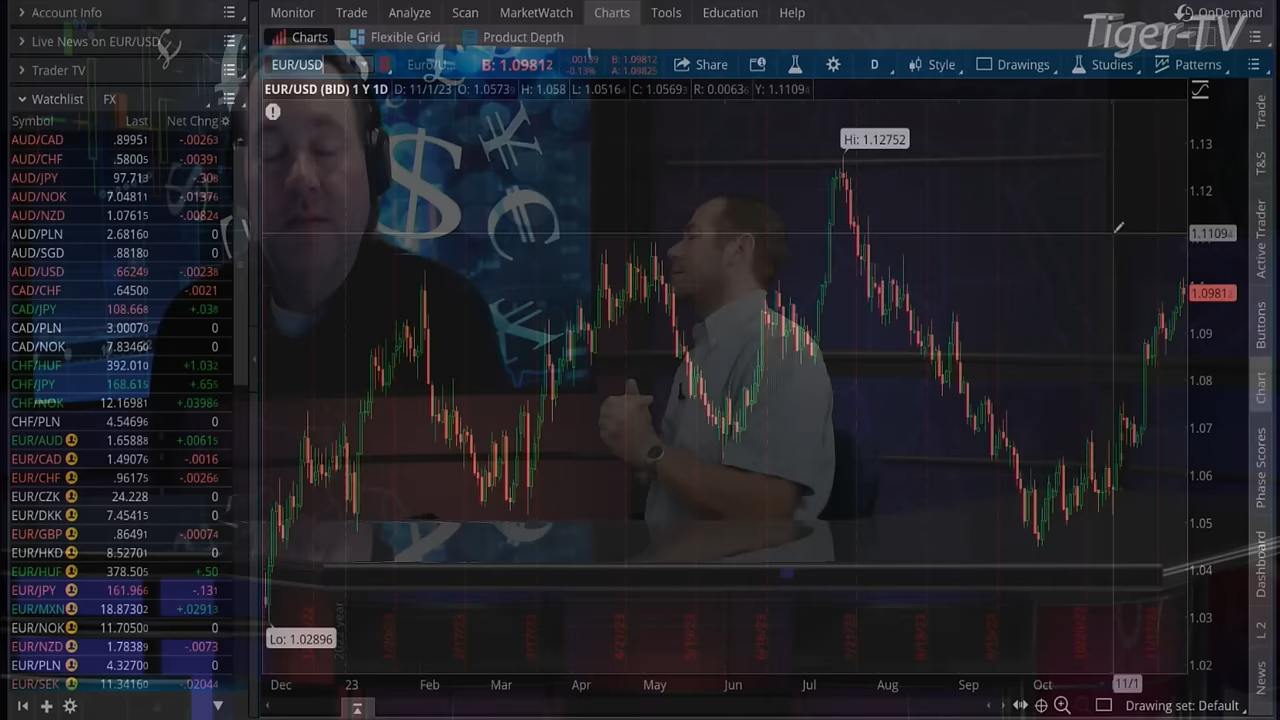 Account Info
Monitor Trade Analyze Scan MarketWatch Charts Tools Education Help
OnDemand
Tiger-TV
Live News on EUR/USD
Charts Flexible Grid Product Depth
Trader TV
EUR/USD
B: 1.09812
-0.13%
B: 1.09812
A: 1.09825
Share
D
Style
Drawings
Studies
Patterns
Watchlist FX
EUR/USD (BID) 1 Y 1D D: 11/1/23
Symbol Last Net Chng
AUD/CAD .89951 -.00263
AUD/CHF .58005 -.00391
AUD/JPY 97.713 -.308
AUD/NOK 7.04811 -.01376
AUD/NZD 1.07615 -.00824
AUD/PLN 2.68160 0
AUD/SGD .88180 0
AUD/USD .66249 -.00238
CAD/CHF .64500 -.0021
CAD/JPY 108.668 +.038
CAD/PLN 3.00070 0
CAD/NOK 7.83460 0
CHF/HUF 392.010 +1.032
CHF/JPY 168.615 +.655
CHF/NOK 12.16981 +.03986
CHF/PLN 4.54696 0
EUR/AUD 1.65888 +.00615
EUR/CAD 1.49076 -.0016
EUR/CHF .96175 -.00266
EUR/CZK 24.228 0
EUR/DKK 7.45415 0
EUR/GBP .86491 -.00074
EUR/HKD 8.52701 0
EUR/HUF 378.505 +.50
EUR/JPY 161.966 -.131
EUR/MXN 18.87302 +.02913
EUR/NOK 11.70500 0
EUR/NZD 1.78389 -.0073
EUR/PLN 4.32700 0
EUR/SEK 11.34160 -.02044
Hi: 1.12752
Lo: 1.02896
1.13
1.12
1.1109
1.0981
1.09
1.08
1.07
1.06
1.05
1.04
1.03
1.02
Dec 23 Feb Mar Apr May Jun Jul Aug Sep Oct 11/1
Drawing set: Default
Trade
T&S
Active Trader
Buttons
Chart
Phase Scores
Dashboard
L 2
News